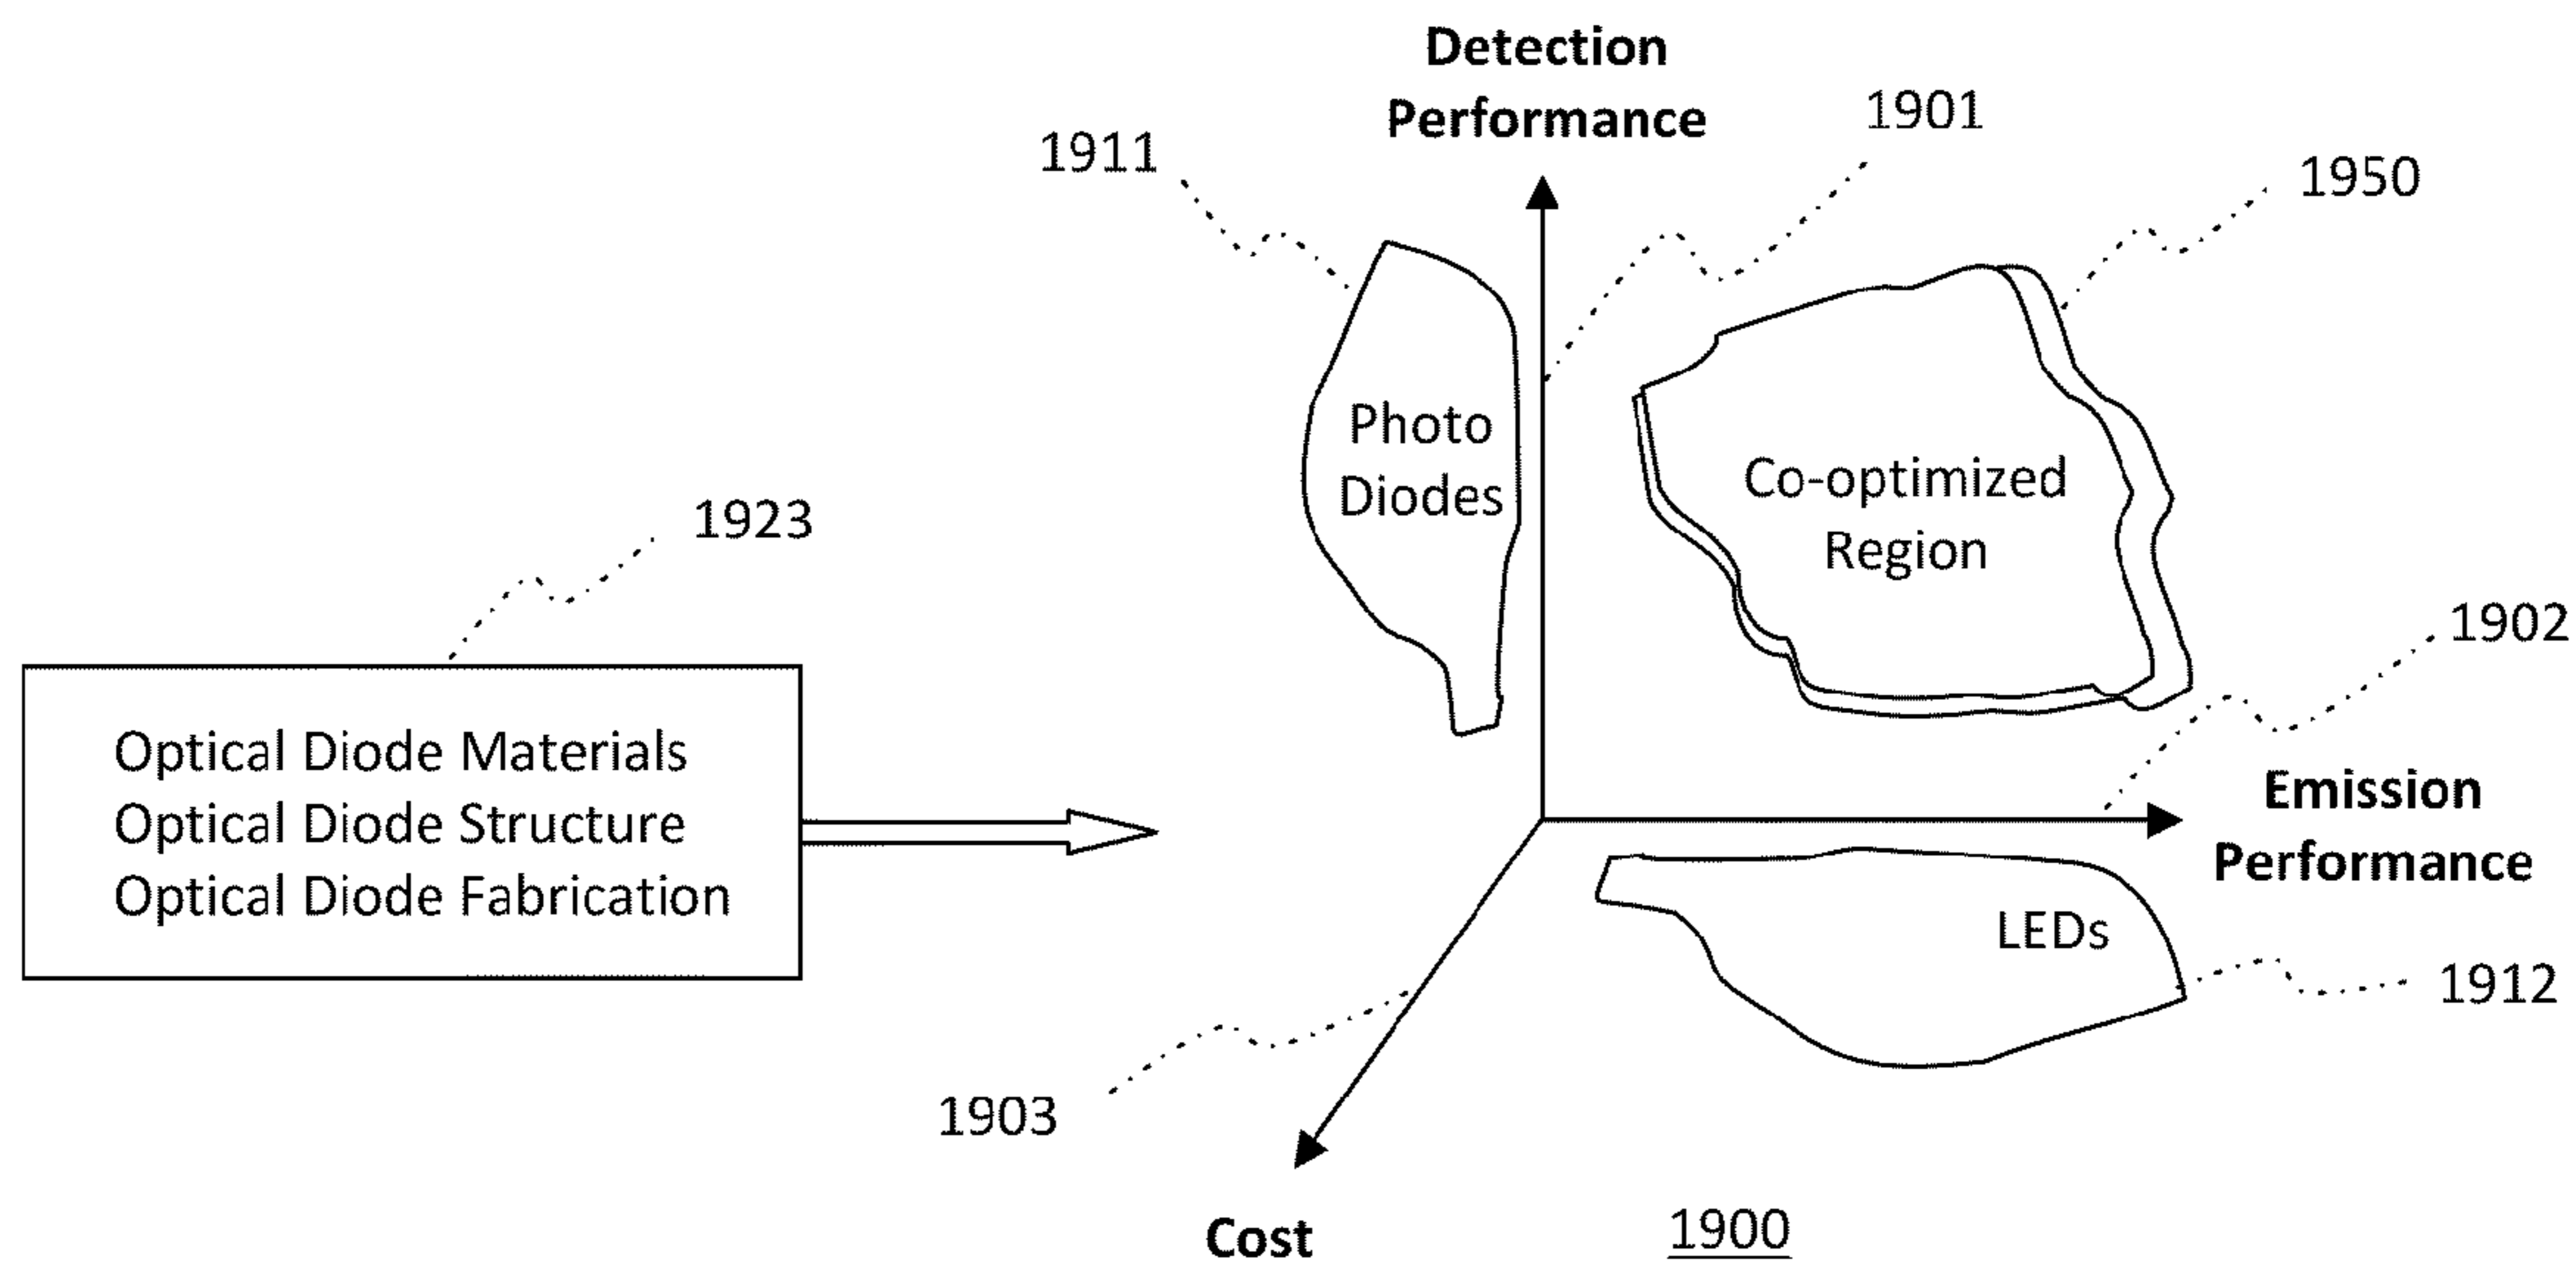 Detection
Performance
1901
1911
1950
Photo
Diodes
Co-optimized
Region
1923
1902
Optical Diode Materials
Optical Diode Structure
Optical Diode Fabrication
Emission
Performance
LEDs
1912
1903
Cost
1900